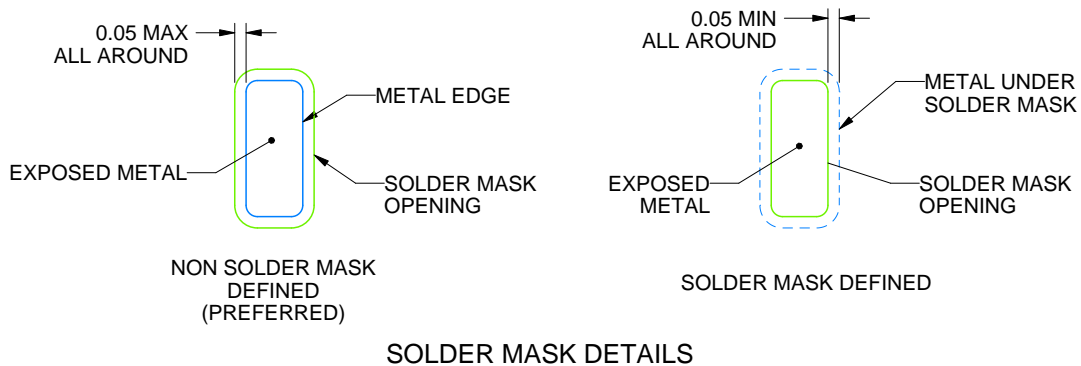 0.05 MAX
ALL AROUND
METAL EDGE
EXPOSED METAL
SOLDER MASK
OPENING
NON SOLDER MASK
DEFINED
(PREFERRED)
0.05 MIN
ALL AROUND
METAL UNDER
SOLDER MASK
EXPOSED
METAL
SOLDER MASK
OPENING
SOLDER MASK DEFINED
SOLDER MASK DETAILS